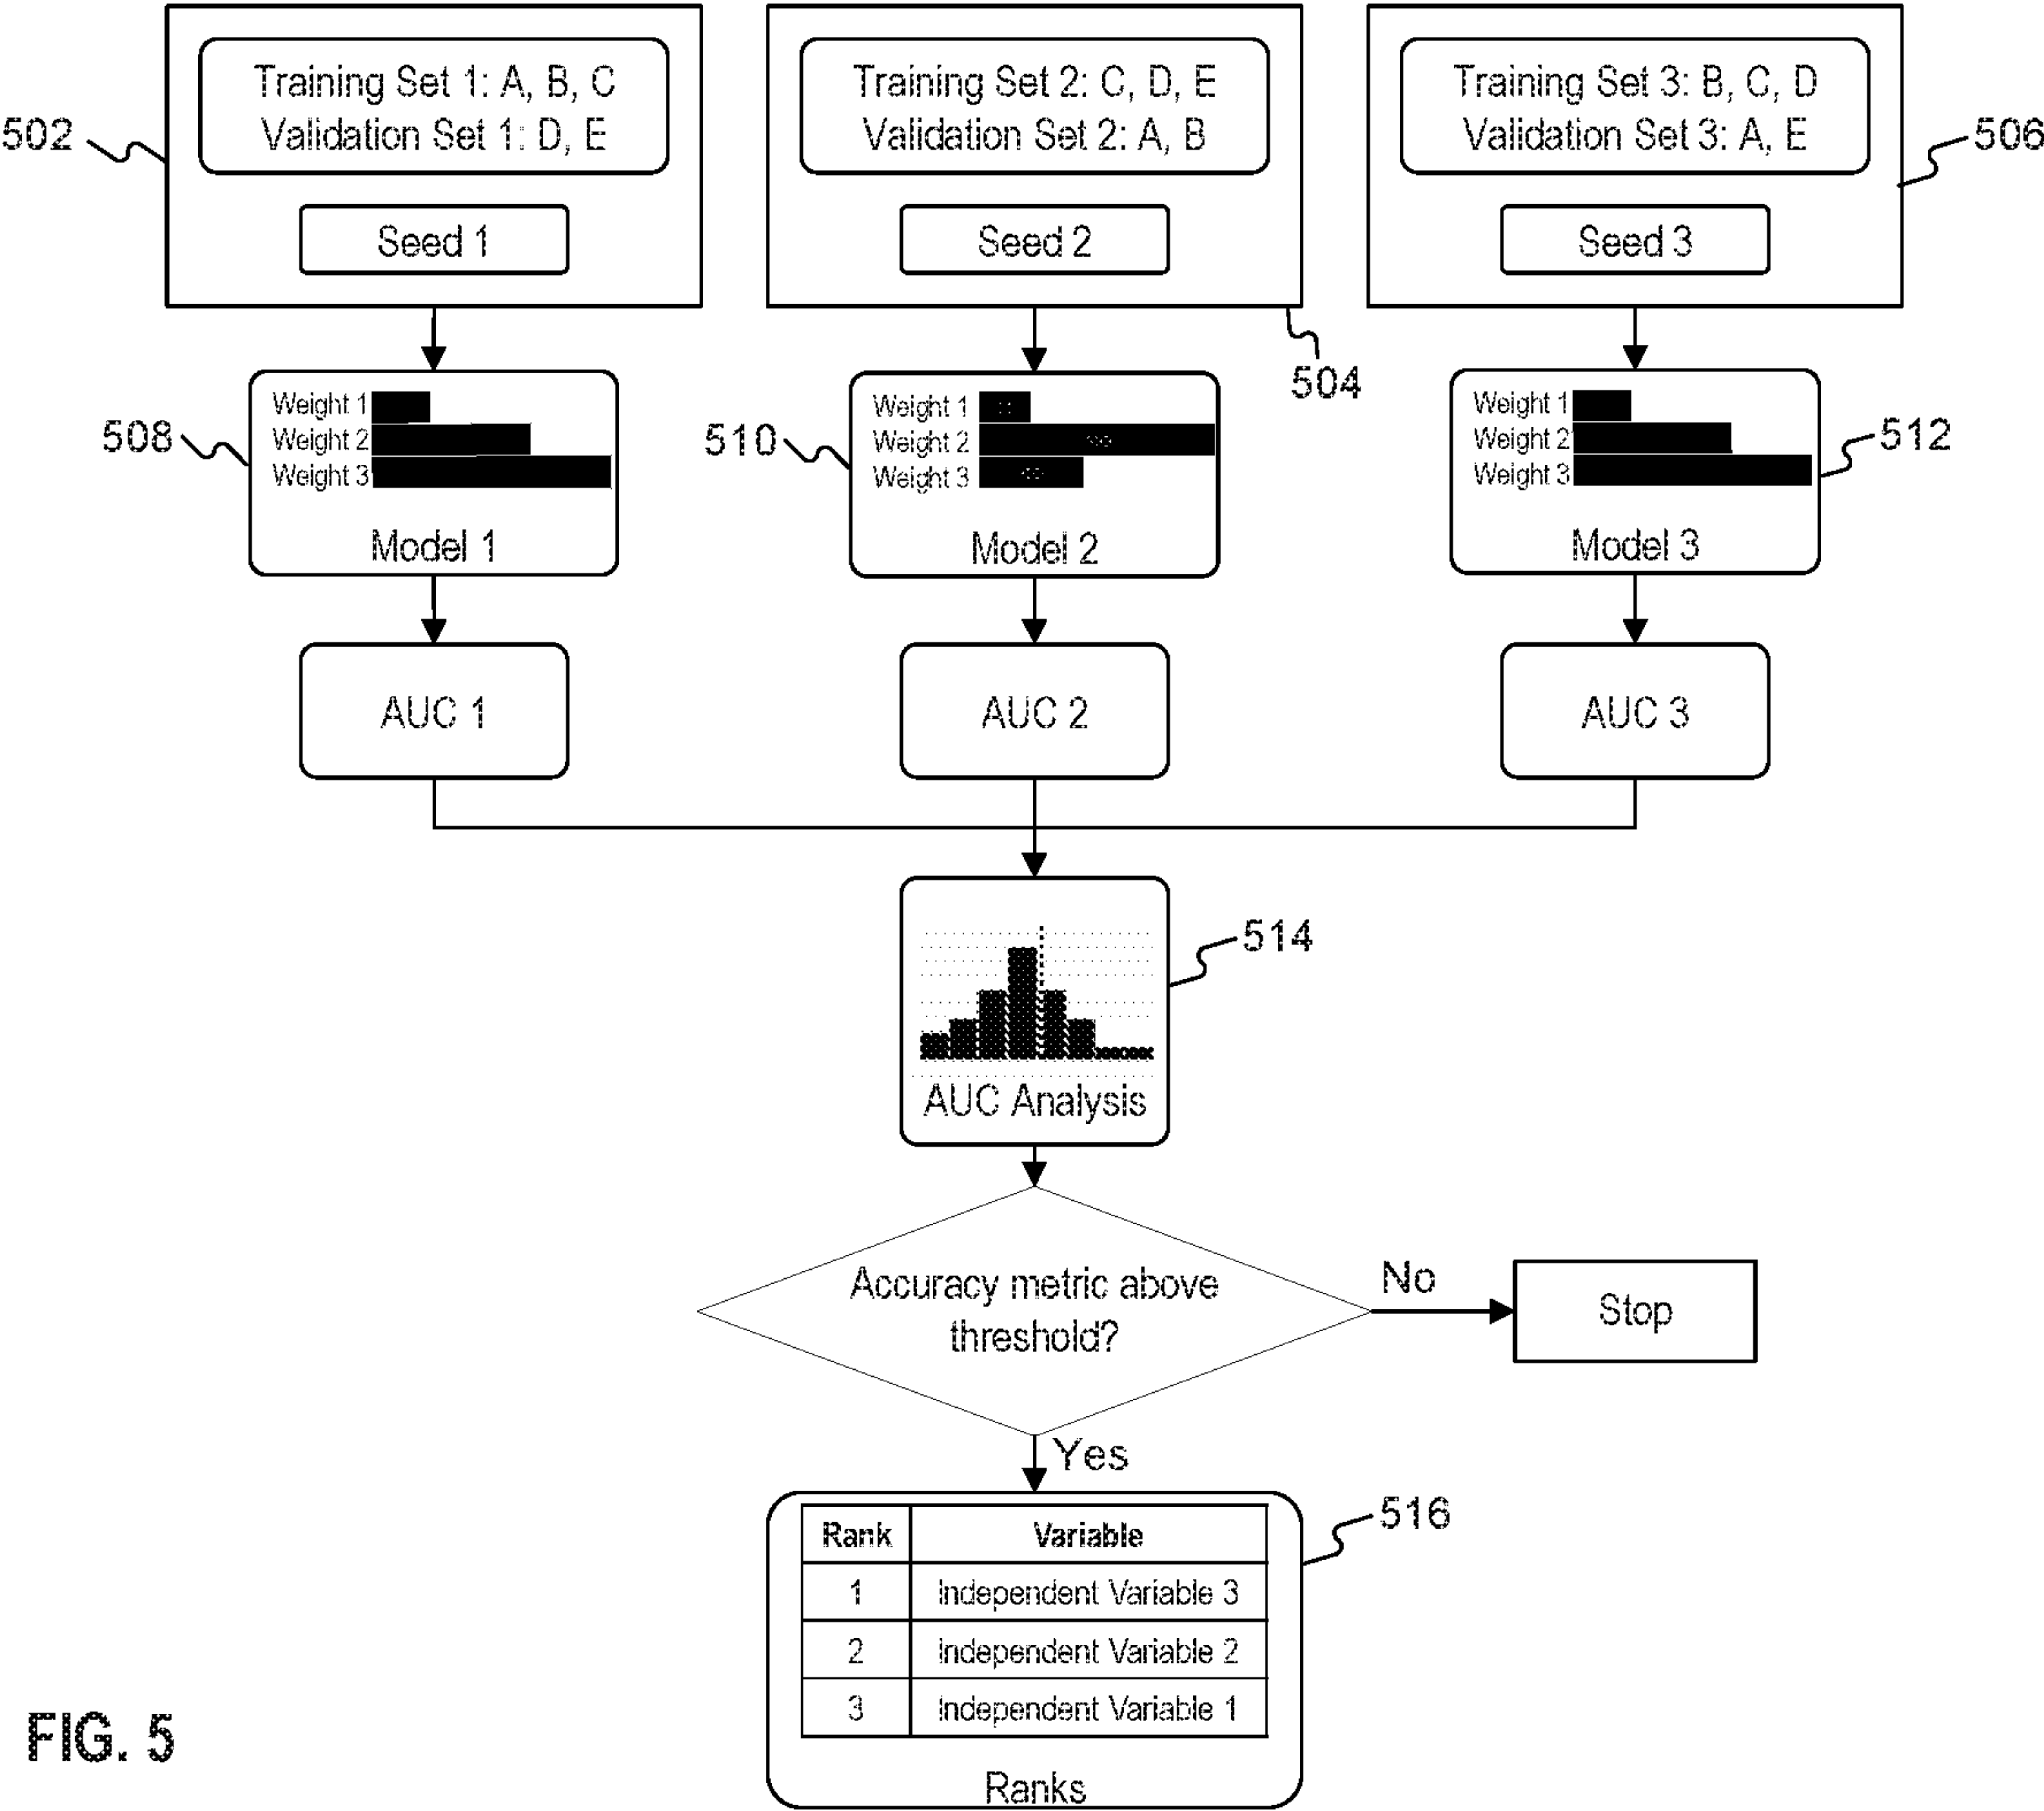 Training Set 1: A, B, C
Validation Set 1: D, E
Seed 1
502
Training Set 2: C, D, E
Validation Set 2: A, B
Seed 2
504
Training Set 3: B, C, D
Validation Set 3: A, E
Seed 3
506
Weight 1
Weight 2
Weight 3
Model 1
508
Weight 1
Weight 2
Weight 3
Model 2
510
Weight 1
Weight 2
Weight 3
Model 3
512
AUC 1
AUC 2
AUC 3
AUC Analysis
514
Accuracy metric above
threshold?
No
Stop
Yes
Rank Variable
1 Independent Variable 3
2 Independent Variable 2
3 Independent Variable 1
Ranks
516
FIG. 5